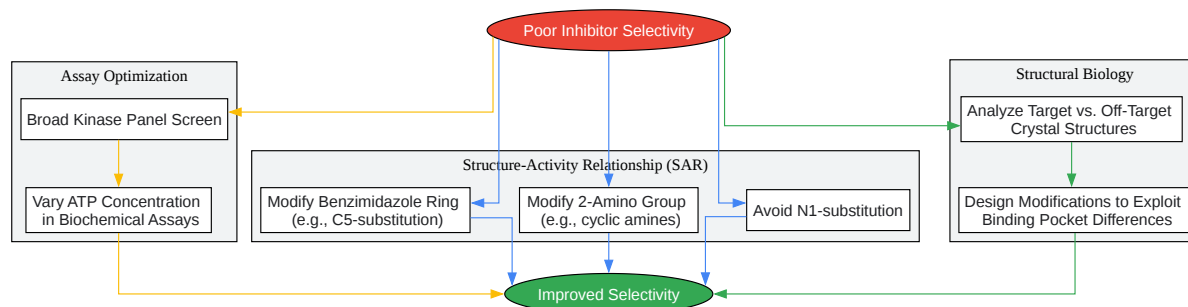 Poor Inhibitor Selectivity
Assay Optimization
Broad Kinase Panel Screen
Vary ATP Concentration
in Biochemical Assays
Structure-Activity Relationship (SAR)
Modify Benzimidazole Ring
(e.g., C5-substitution)
Modify 2-Amino Group
(e.g., cyclic amines)
Avoid N1-substitution
Structural Biology
Analyze Target vs. Off-Target
Crystal Structures
Design Modifications to Exploit
Binding Pocket Differences
Improved Selectivity